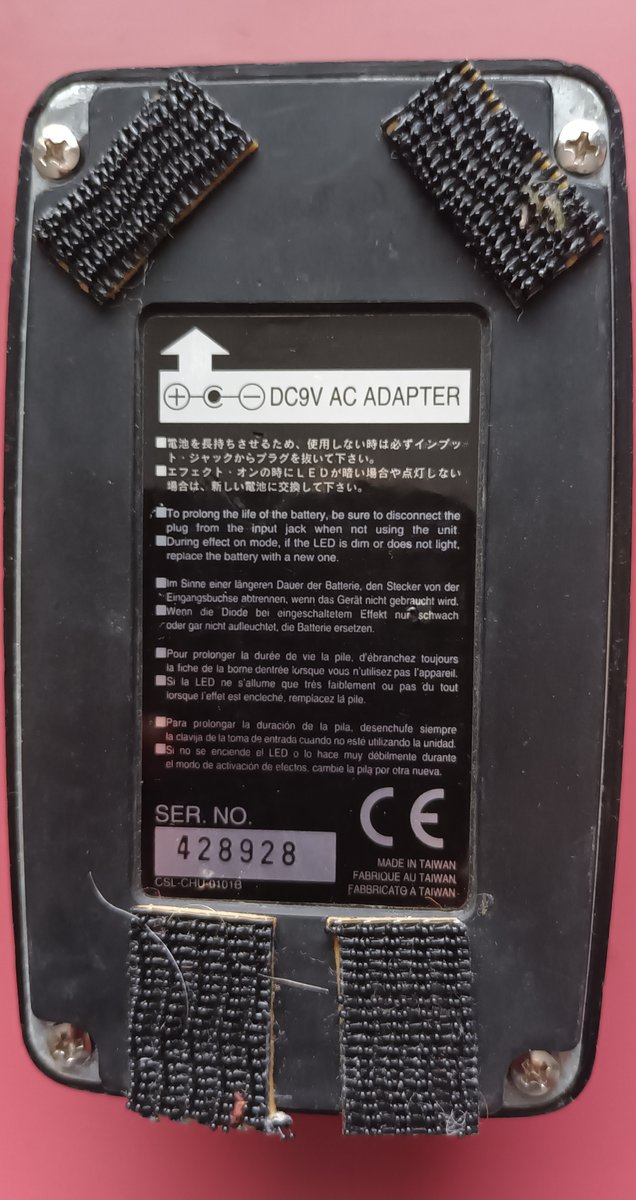 DC9V AC ADAPTER
■電池を長持ちさせるため、使用しない時は必ずインプッ
ト・ジャックからプラグを抜いて下さい。
■エフェクト・オンの時にＬＥＤが暗い場合や点灯しない
場合は、新しい電池に交換して下さい。
■To prolong the life of the battery, be sure to disconnect the
plug from the input jack when not using the unit.
■During effect on mode, if the LED is dim or does not light,
replace the battery with a new one.
■Im Sinne einer längeren Dauer der Batterie, den Stecker von der
Eingangsbuchse abtrennen, wenn das Gerät nicht gebraucht wird.
■Wenn die Diode bei eingeschaltetem Effekt nur schwach
oder gar nicht aufleuchtet, die Batterie ersetzen.
■Pour prolonger la durée de vie la pile, d'ébranchez toujours
la fiche de la borne dentrée lorsque vous n'utilisez pas l'appareil.
■Si la LED ne s'allume que très faiblement ou pas du tout
lorsque l'effet est encleché, remplacez la pile.
■Para prolongar la duración de la pila, desenchufe siempre
la clavija de la toma de entrada cuando no esté utilizando la unidad.
■Si no se enciende el LED o lo hace muy débilmente durante
el modo de activación de efectos, cambie la pila por otra nueva.
SER. NO.
428928
CSL-CHU-0101B
CE
MADE IN TAIWAN
FABRIQUE AU TAIWAN
FABBRICATO A TAIWAN